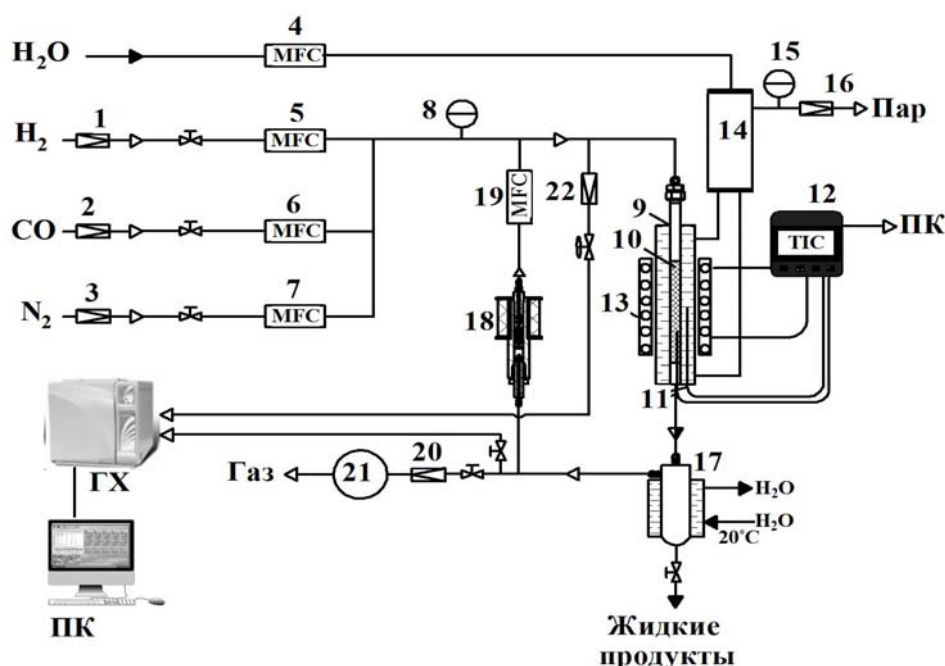 4
H₂O
MFC
15
16
Пар
1
5
8
H₂
MFC
14
19
MFC
22
2
6
9
12
CO
MFC
10
TIC
ПК
3
7
13
N₂
MFC
18
11
17
20
Газ
21
H₂O
ГХ
H₂O
20°C
ПК
Жидкие
продукты